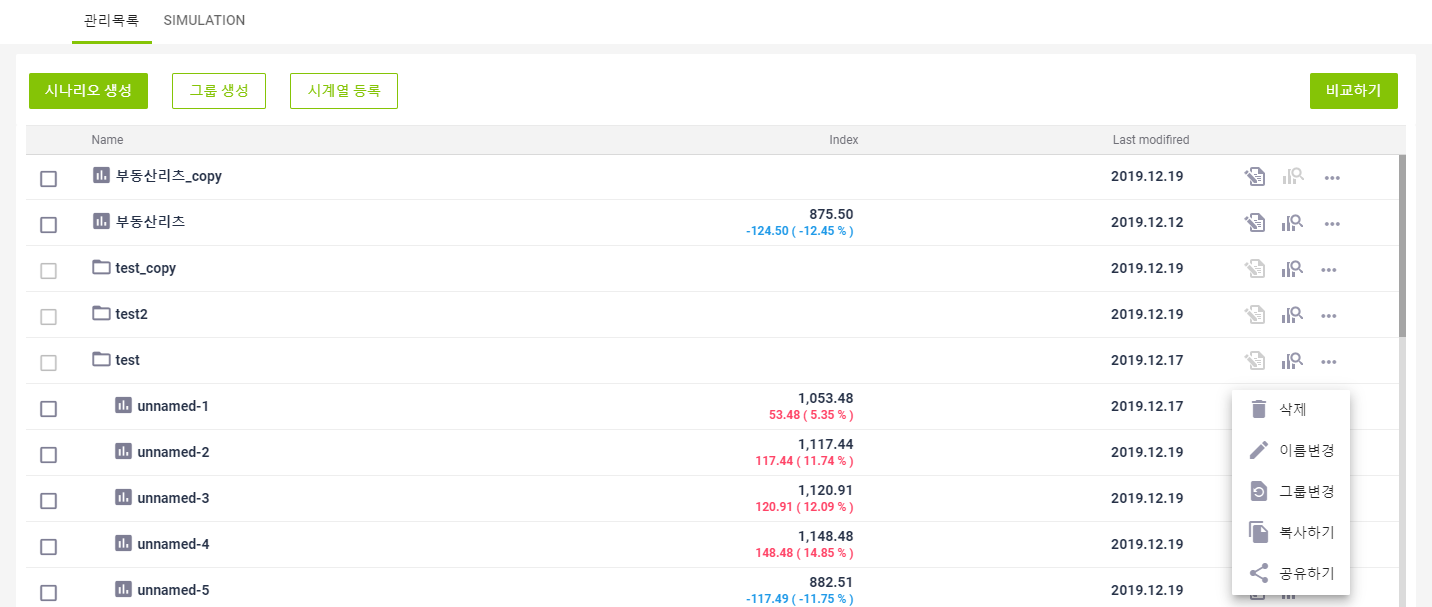 관리목록 SIMULATION
시나리오 생성 그룹 생성 시계열 등록 비교하기
Name Index Last modifired
부동산리츠_copy 2019.12.19
부동산리츠 875.50 2019.12.12
-124.50 ( -12.45 % )
test_copy 2019.12.19
test2 2019.12.19
test 2019.12.17
unnamed-1 1,053.48 2019.12.17 삭제
53.48 ( 5.35 % )
unnamed-2 1,117.44 2019.12.19 이름변경
117.44 ( 11.74 % )
unnamed-3 1,120.91 2019.12.19 그룹변경
120.91 ( 12.09 % )
unnamed-4 1,148.48 2019.12.19 복사하기
148.48 ( 14.85 % )
unnamed-5 882.51 2019.12.19 공유하기
-117.49 ( -11.75 % )